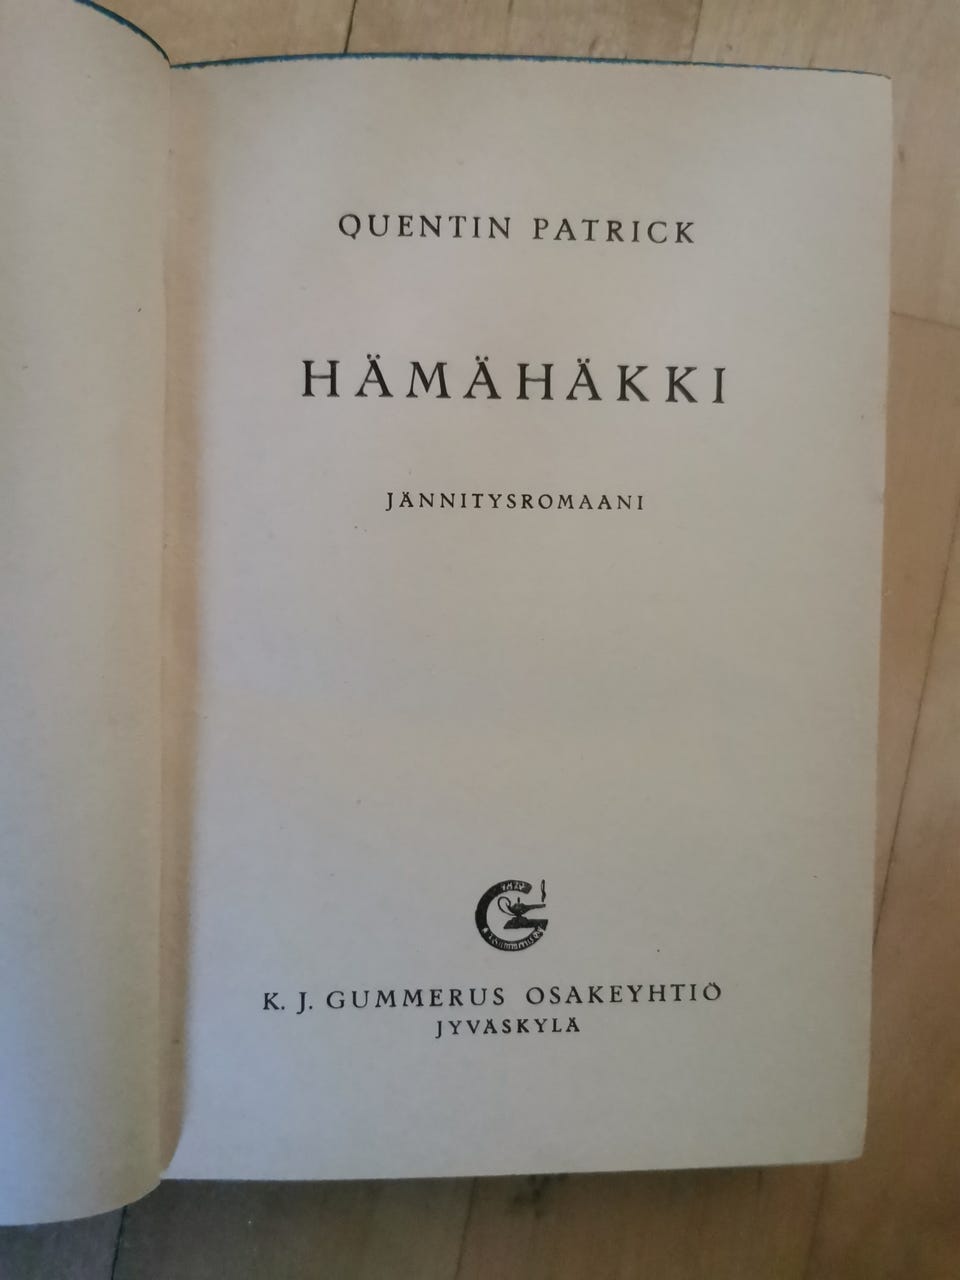 QUENTIN PATRICK
HÄMÄHÄKKI
JÄNNITYSROMAANI
K. J. GUMMERUS OSAKEYHTIÖ
JYVÄSKYLÄ